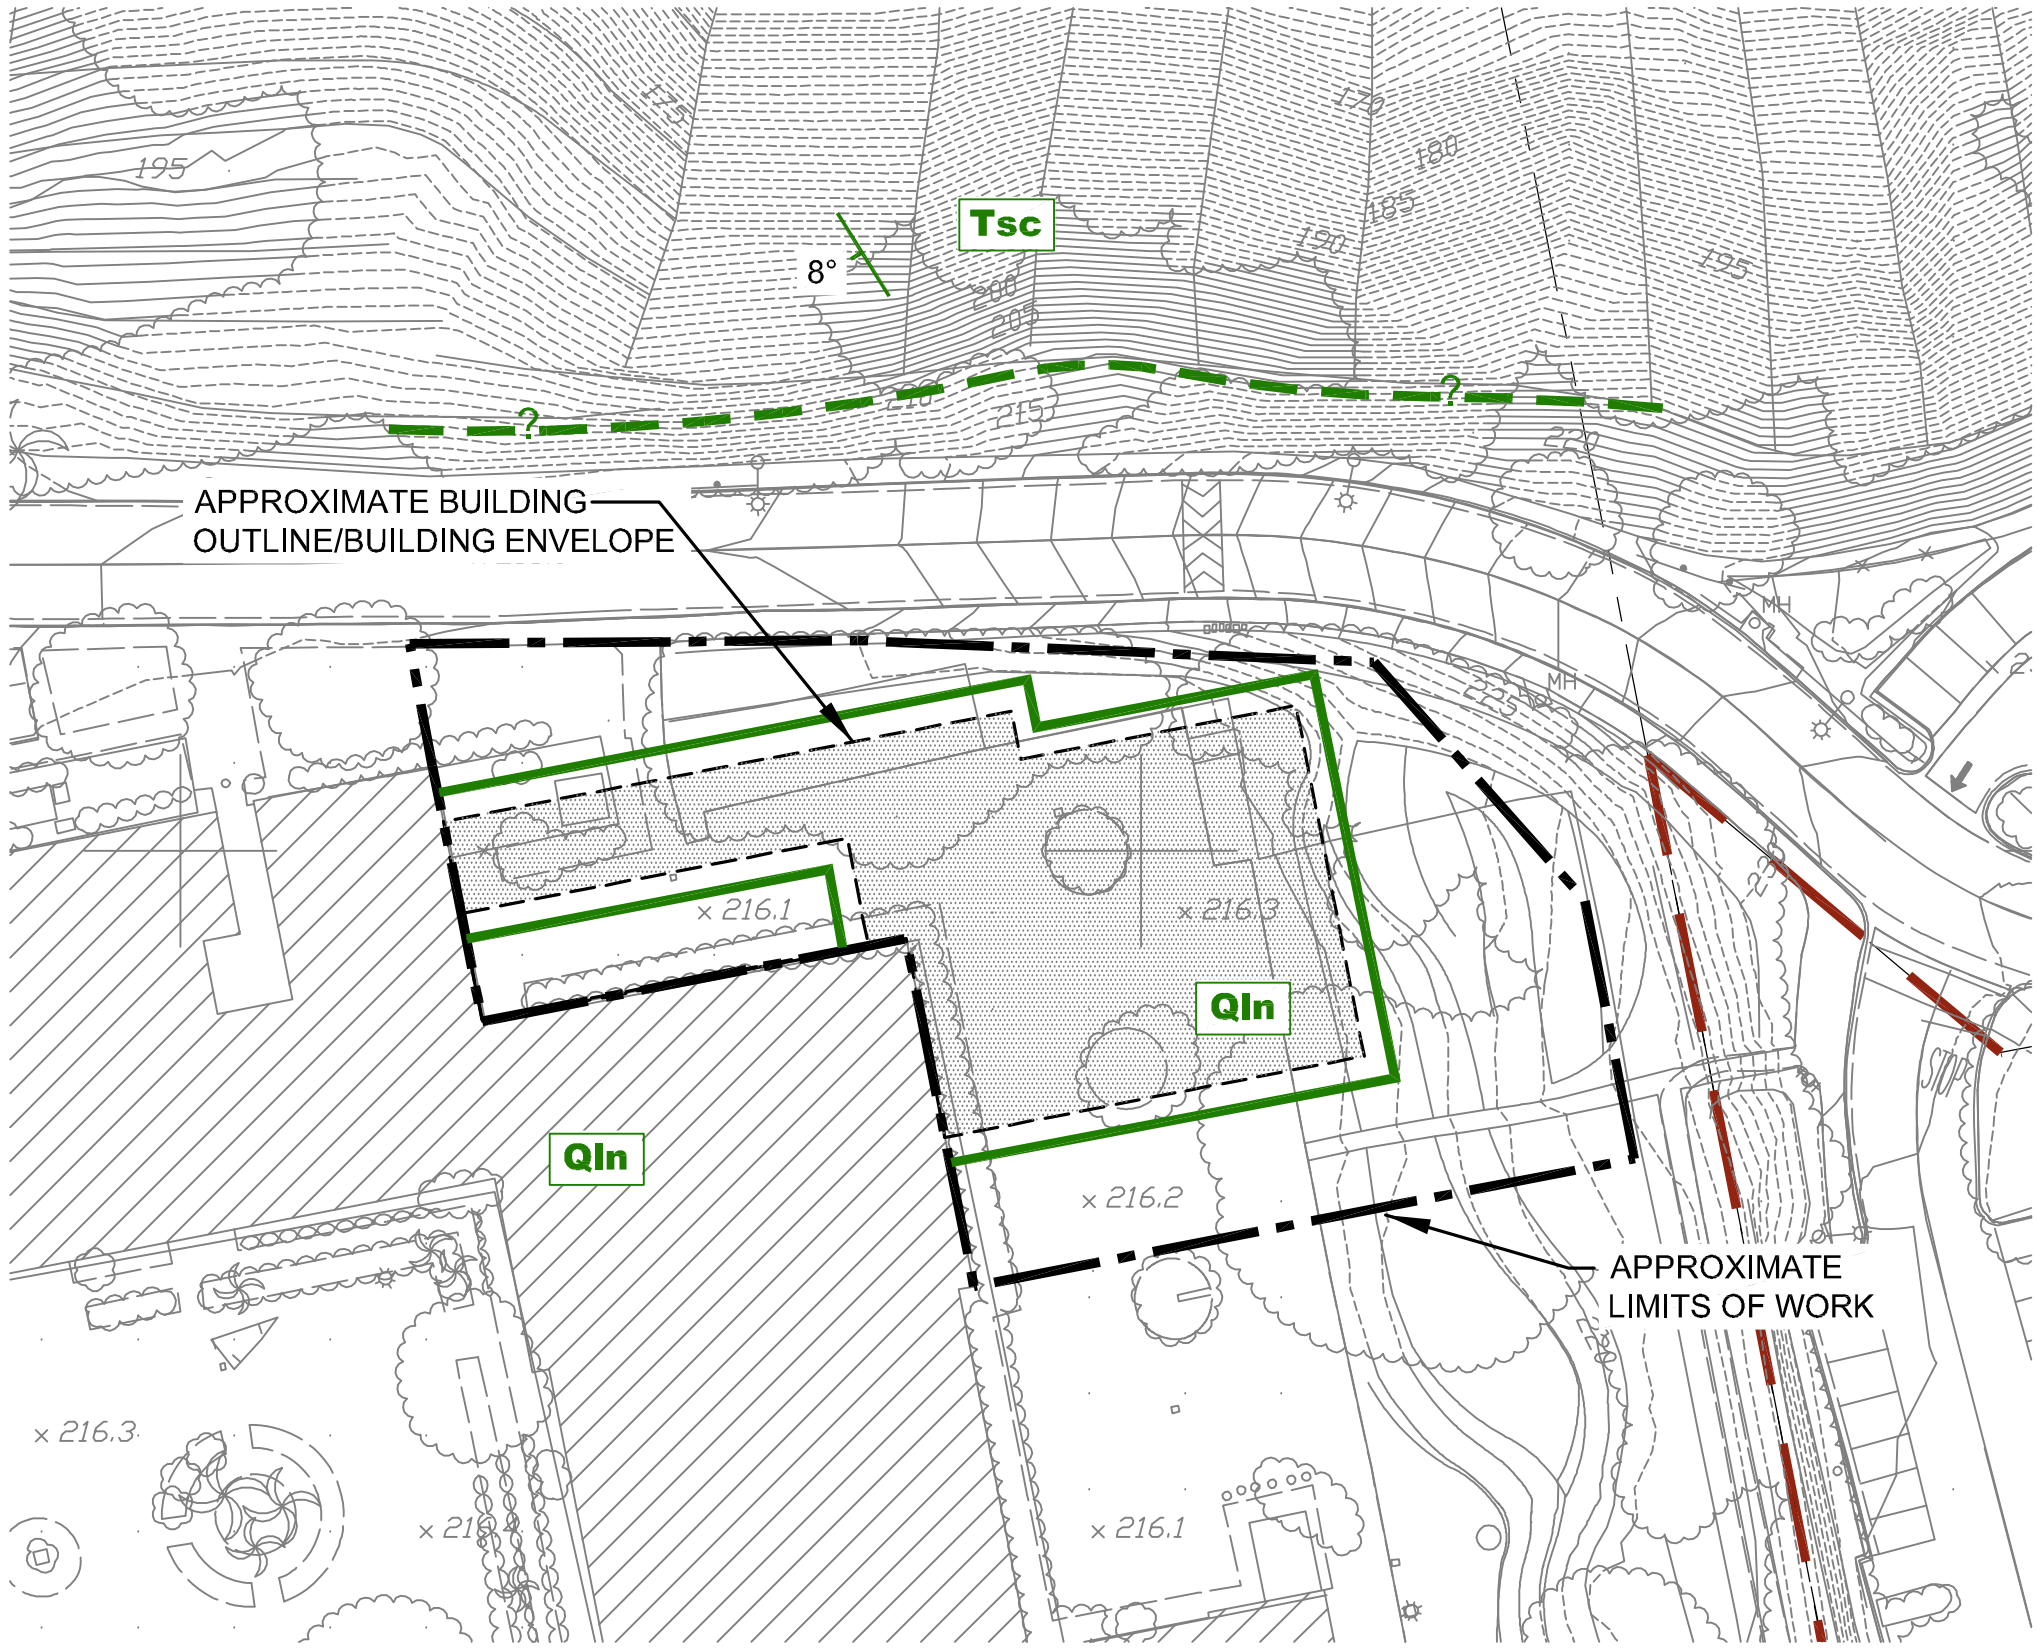 175
170
180
195
185
Tsc
190
195
8°
200
205
?
210
?
215
220
APPROXIMATE BUILDING
OUTLINE/BUILDING ENVELOPE
MH
MH
225
× 216.1
× 216.3
Qln
Qln
× 216.2
APPROXIMATE
LIMITS OF WORK
STOP
× 216.3
× 216.1